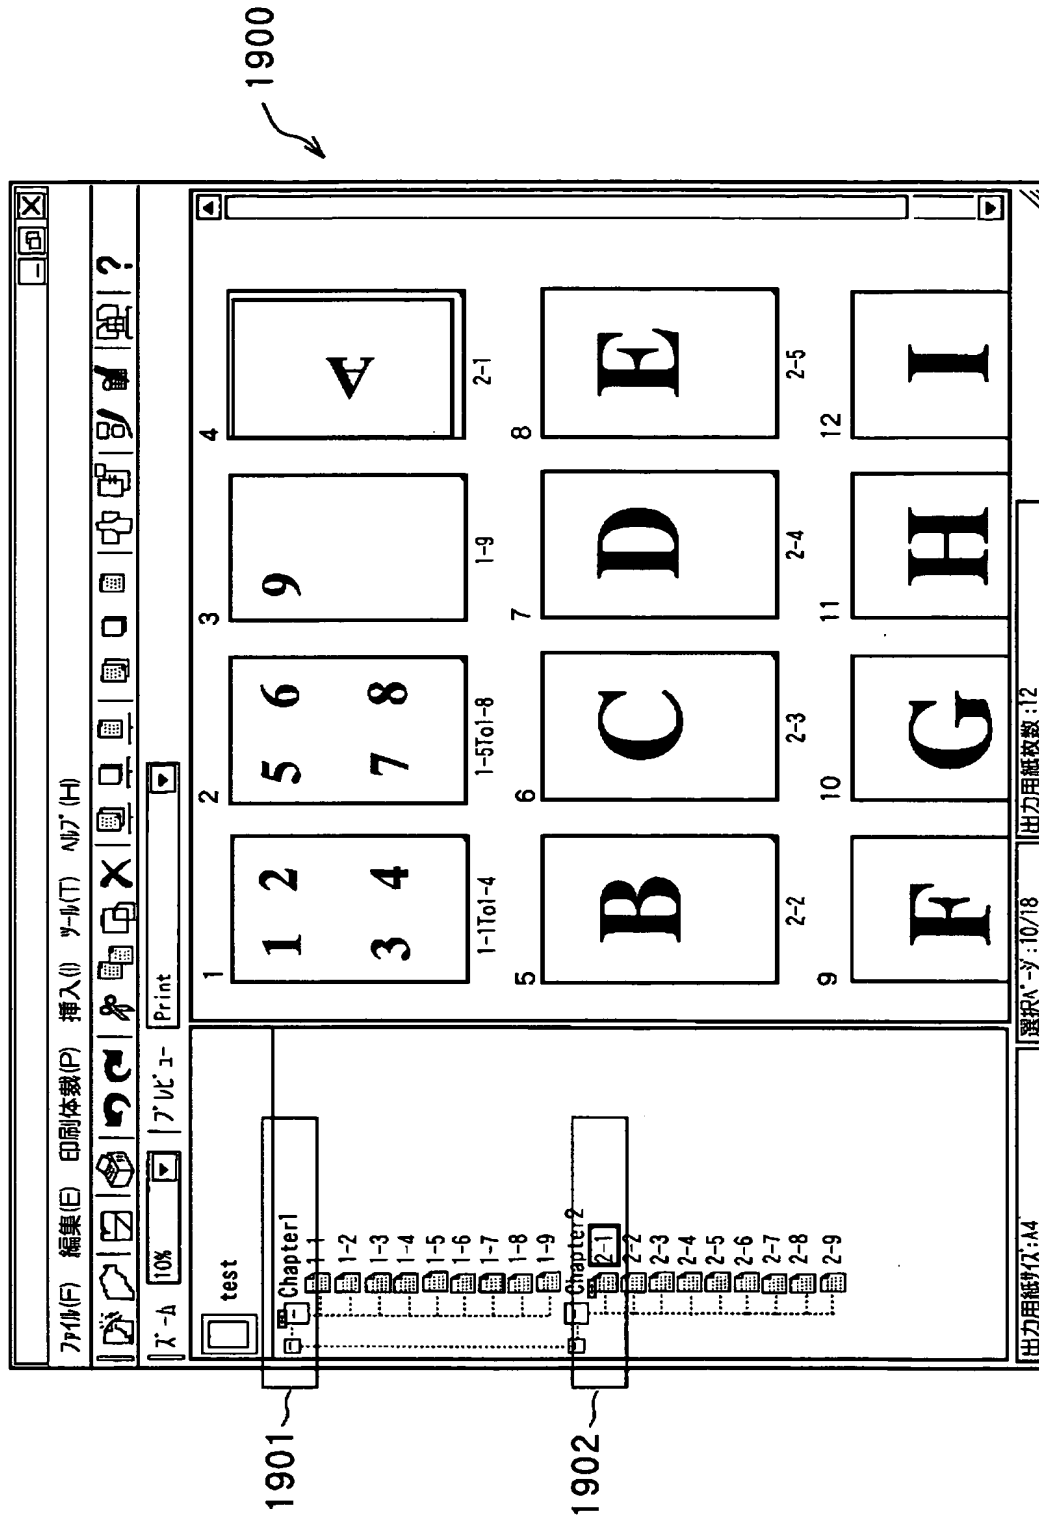 1900
ファイル(F) 編集(E) 印刷体裁(P) 挿入(I) ツール(T) ヘルプ(H)
?
ズーム 10% プレビュー Print
test
1901
Chapter1
1-1
1-2
1-3
1-4
1-5
1-6
1-7
1-8
1-9
1902
Chapter2
2-1
2-2
2-3
2-4
2-5
2-6
2-7
2-8
2-9
1 2 3 4
1 2 5 6 9 A
3 4 7 8
1-1To1-4 1-5To1-8 1-9 2-1
5 6 7 8
B C D E
2-2 2-3 2-4 2-5
9 10 11 12
F G H I
出力用紙サイズ:A4 選択ページ:10/18 出力用紙枚数:12